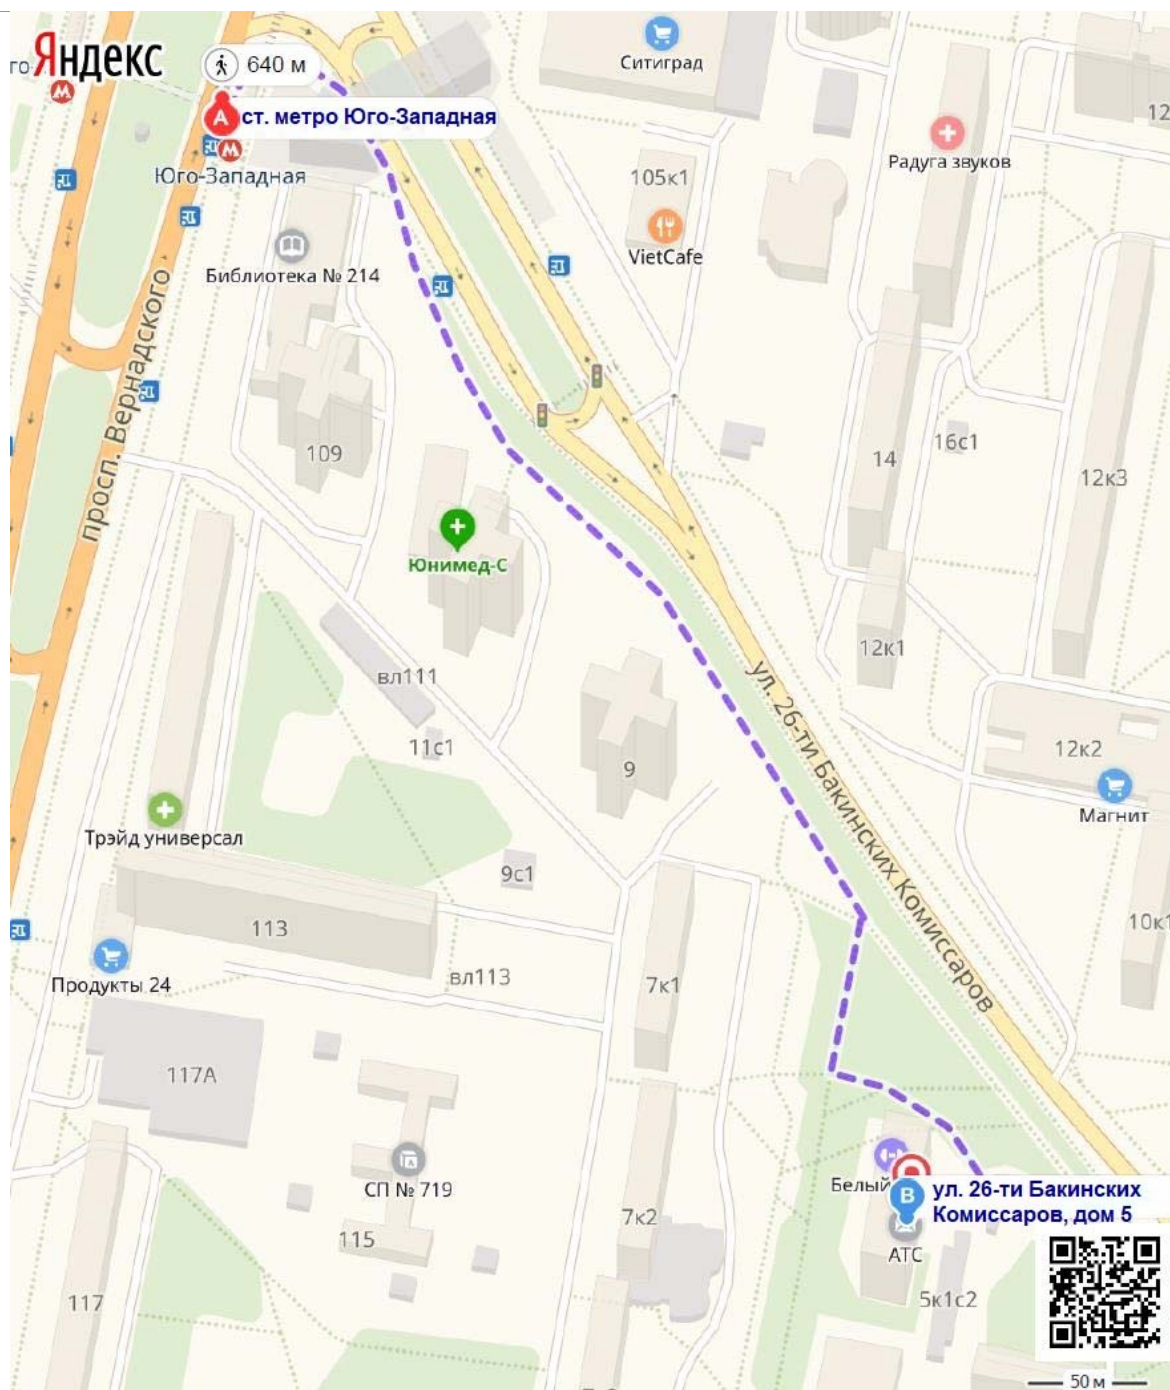 го
Яндекс
640 м
A
ст. метро Юго-Западная
Юго-Западная
Ситиград
12
Радуга звуков
105к1
VietCafe
Библиотека № 214
просп. Вернадского
109
14
16с1
12к3
Юнимед-С
12к1
вл111
11с1
9
ул. 26-ти Бакинских Комиссаров
12к2
Магнит
Трэйд универсал
9с1
113
10к1
Продукты 24
вл113
7к1
117А
СП № 719
Белый
B
ул. 26-ти Бакинских
Комиссаров, дом 5
7к2
115
АТС
5к1с2
117
50 м